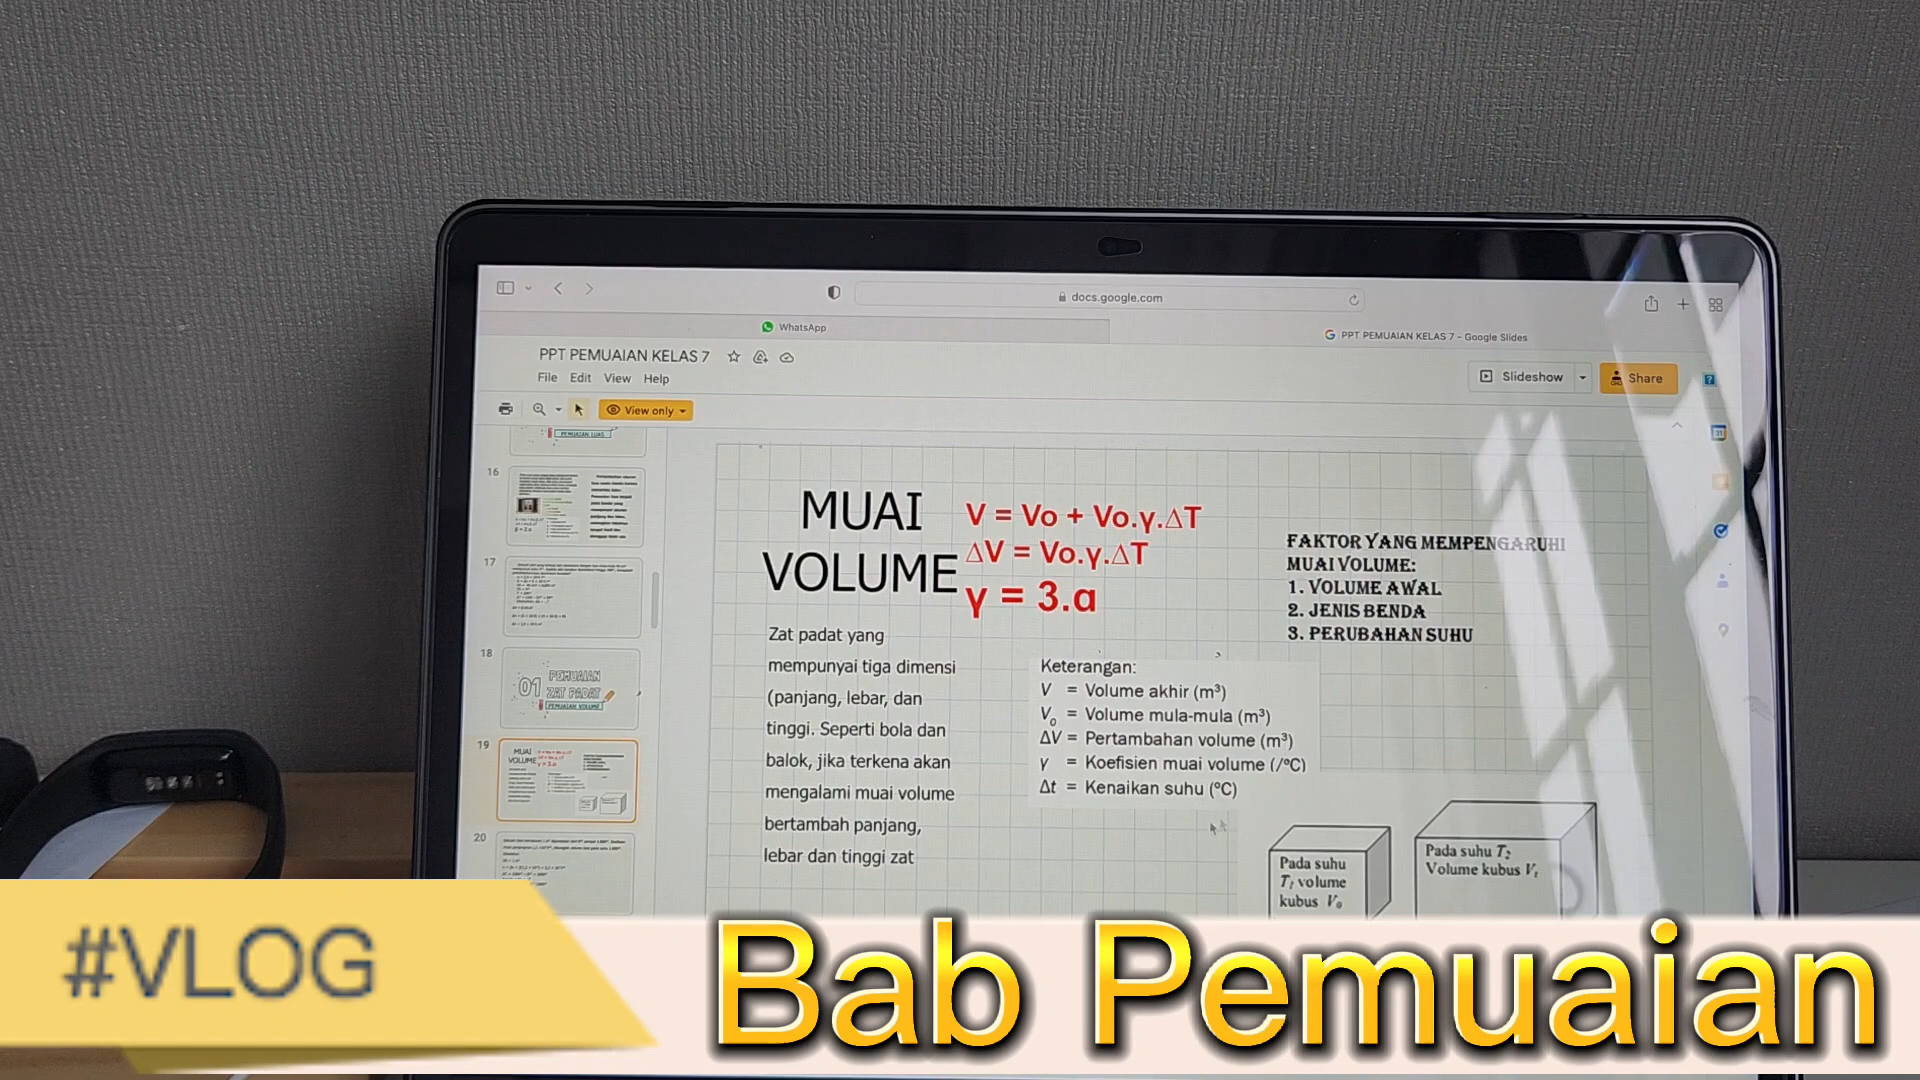 docs.google.com
WhatsApp
PPT PEMUAIAN KELAS 7 - Google Slides
PPT PEMUAIAN KELAS 7
File Edit View Help
Slideshow
Share
View only
PEMUAIAN LUAS
16
17
18
01 PEMUAIAN
ZAT PADAT
PEMUAIAN VOLUME
19
MUAI
VOLUME
20
MUAI
VOLUME
V = Vo + Vo.γ.ΔT
ΔV = Vo.γ.ΔT
γ = 3.α
Zat padat yang
mempunyai tiga dimensi
(panjang, lebar, dan
tinggi. Seperti bola dan
balok, jika terkena akan
mengalami muai volume
bertambah panjang,
lebar dan tinggi zat
FAKTOR YANG MEMPENGARUHI
MUAI VOLUME:
1. VOLUME AWAL
2. JENIS BENDA
3. PERUBAHAN SUHU
Keterangan:
V = Volume akhir (m³)
V₀ = Volume mula-mula (m³)
ΔV = Pertambahan volume (m³)
γ = Koefisien muai volume (/°C)
Δt = Kenaikan suhu (°C)
Pada suhu
T₁ volume
kubus V₀
Pada suhu T₂
Volume kubus Vₜ
#VLOG
Bab Pemuaian